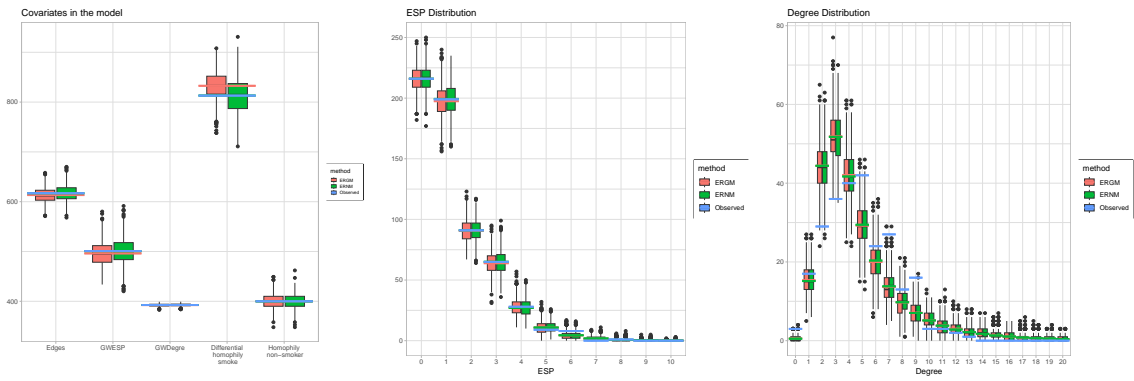 Covariates in the model
800
600
400
Edges
GWESP
GWDegre
Differential
homophily
smoke
Homophily
non−smoker
method
ERGM
ERNM
Observed
ESP Distribution
250
200
150
100
50
0
0 1 2 3 4 5 6 7 8 9 10
ESP
method
ERGM
ERNM
Observed
Degree Distribution
80
60
40
20
0
0 1 2 3 4 5 6 7 8 9 10 11 12 13 14 15 16 17 18 19 20
Degree
method
ERGM
ERNM
Observed